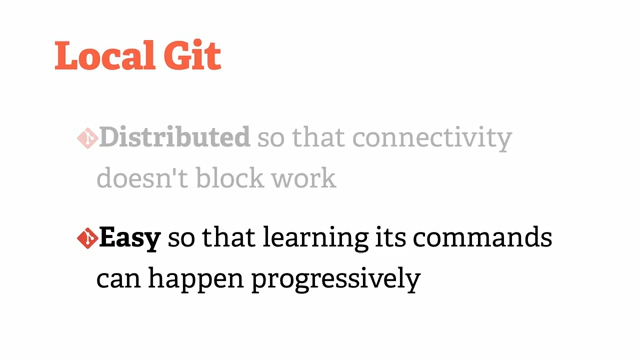 Local Git
Distributed so that connectivity
doesn't block work
Easy so that learning its commands
can happen progressively